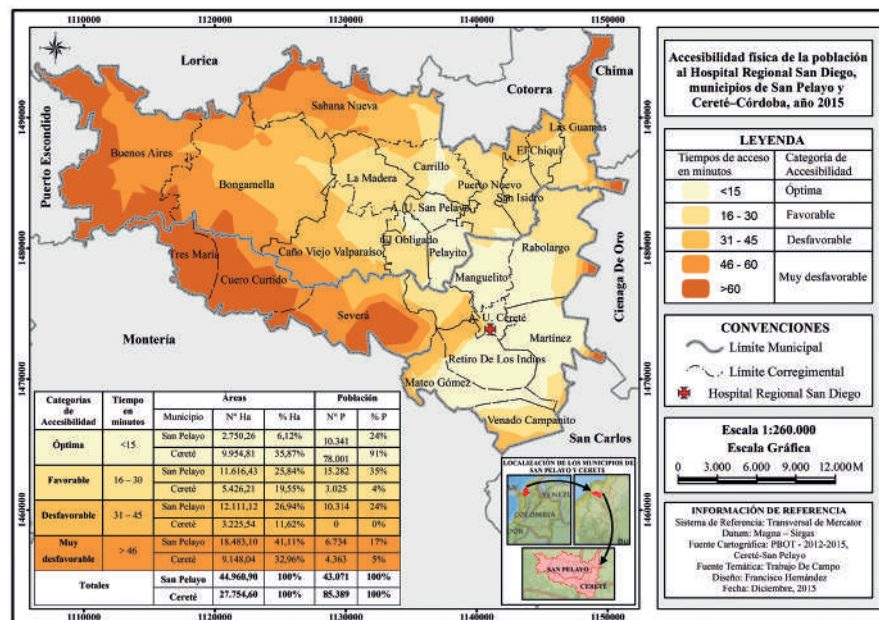 1110000 1120000 1130000 1140000 1150000
Lorica
Cotorra
Chima
Puerto Escondido
Montería
Cienaga De Oro
San Carlos
1490000
1480000
1470000
1460000
1490000
1480000
1470000
1460000
Sabana Nueva
Las Guamas
Buenos Aires
El Chiqui
Carrillo
Bongamella
La Madera
Puerto Nuevo
San Isidro
A. U. San Pelayo
Tres María
Caño Viejo Valparaíso
El Obligado
Pelayito
Rabolargo
Cuero Curtido
Manguelito
Severá
A. U. Cereté
Martínez
Retiro De Los Indios
Mateo Gómez
Venado Campanito
Categorías de Accesibilidad
Tiempo en minutos
Áreas
Población
Municipio Nº Ha % Ha Nº P % P
Óptima <15 San Pelayo 2.750,26 6,12% 10.341 24%
Cereté 9.954,81 35,87% 78.001 91%
Favorable 16 – 30 San Pelayo 11.616,43 25,84% 15.282 35%
Cereté 5.426,21 19,55% 3.025 4%
Desfavorable 31 – 45 San Pelayo 12.111,12 26,94% 10.314 24%
Cereté 3.225,54 11,62% 0 0%
Muy desfavorable > 46 San Pelayo 18.483,10 41,11% 6.734 17%
Cereté 9.148,04 32,96% 4.363 5%
Totales San Pelayo 44.960,90 100% 43.071 100%
Cereté 27.754,60 100% 85.389 100%
LOCALIZACIÓN DE LOS MUNICIPIOS DE
SAN PELAYO Y CERETE
COLOMBIA
VENEZ
SAN PELAYO
CERETÉ
1110000 1120000 1130000 1140000 1150000
Accesibilidad física de la población
al Hospital Regional San Diego,
municipios de San Pelayo y
Cereté–Córdoba, año 2015
LEYENDA
Tiempos de acceso
en minutos
Categoría de
Accesibilidad
<15 Óptima
16 - 30 Favorable
31 - 45 Desfavorable
46 - 60
Muy desfavorable
>60
CONVENCIONES
Límite Municipal
Límite Corregimental
Hospital Regional San Diego
Escala 1:260.000
Escala Gráfica
0 3.000 6.000 12.000 M
INFORMACIÓN DE REFERENCIA
Sistema de Referencia: Transversal de Mercator
Datum: Magna – Sirgas
Fuente Cartográfica: PBOT - 2012-2015,
Cereté-San Pelayo
Fuente Temática: Trabajo De Campo
Diseño: Francisco Hernández
Fecha: Diciembre, 2015